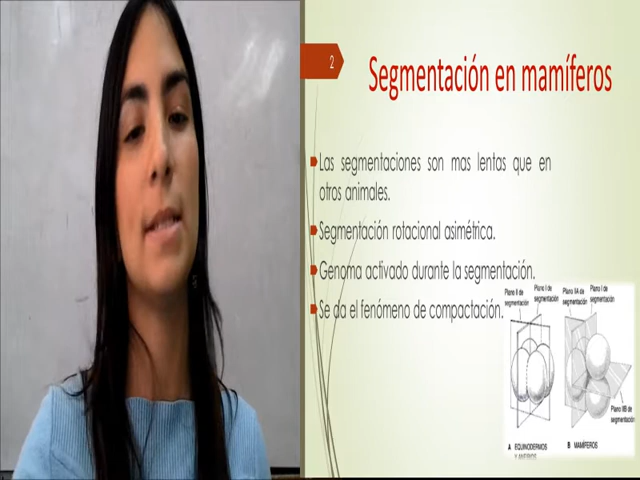 2
Segmentación en mamíferos
Las segmentaciones son mas lentas que en
otros animales.
Segmentación rotacional asimétrica.
Genoma activado durante la segmentación.
Se da el fenómeno de compactación.
Plano II de
segmentación
Plano I de
segmentación
Plano IIA de
segmentación
Plano I de
segmentación
Plano IIB de
segmentación
A EQUINODERMOS
Y ANFIBIOS
B MAMÍFEROS